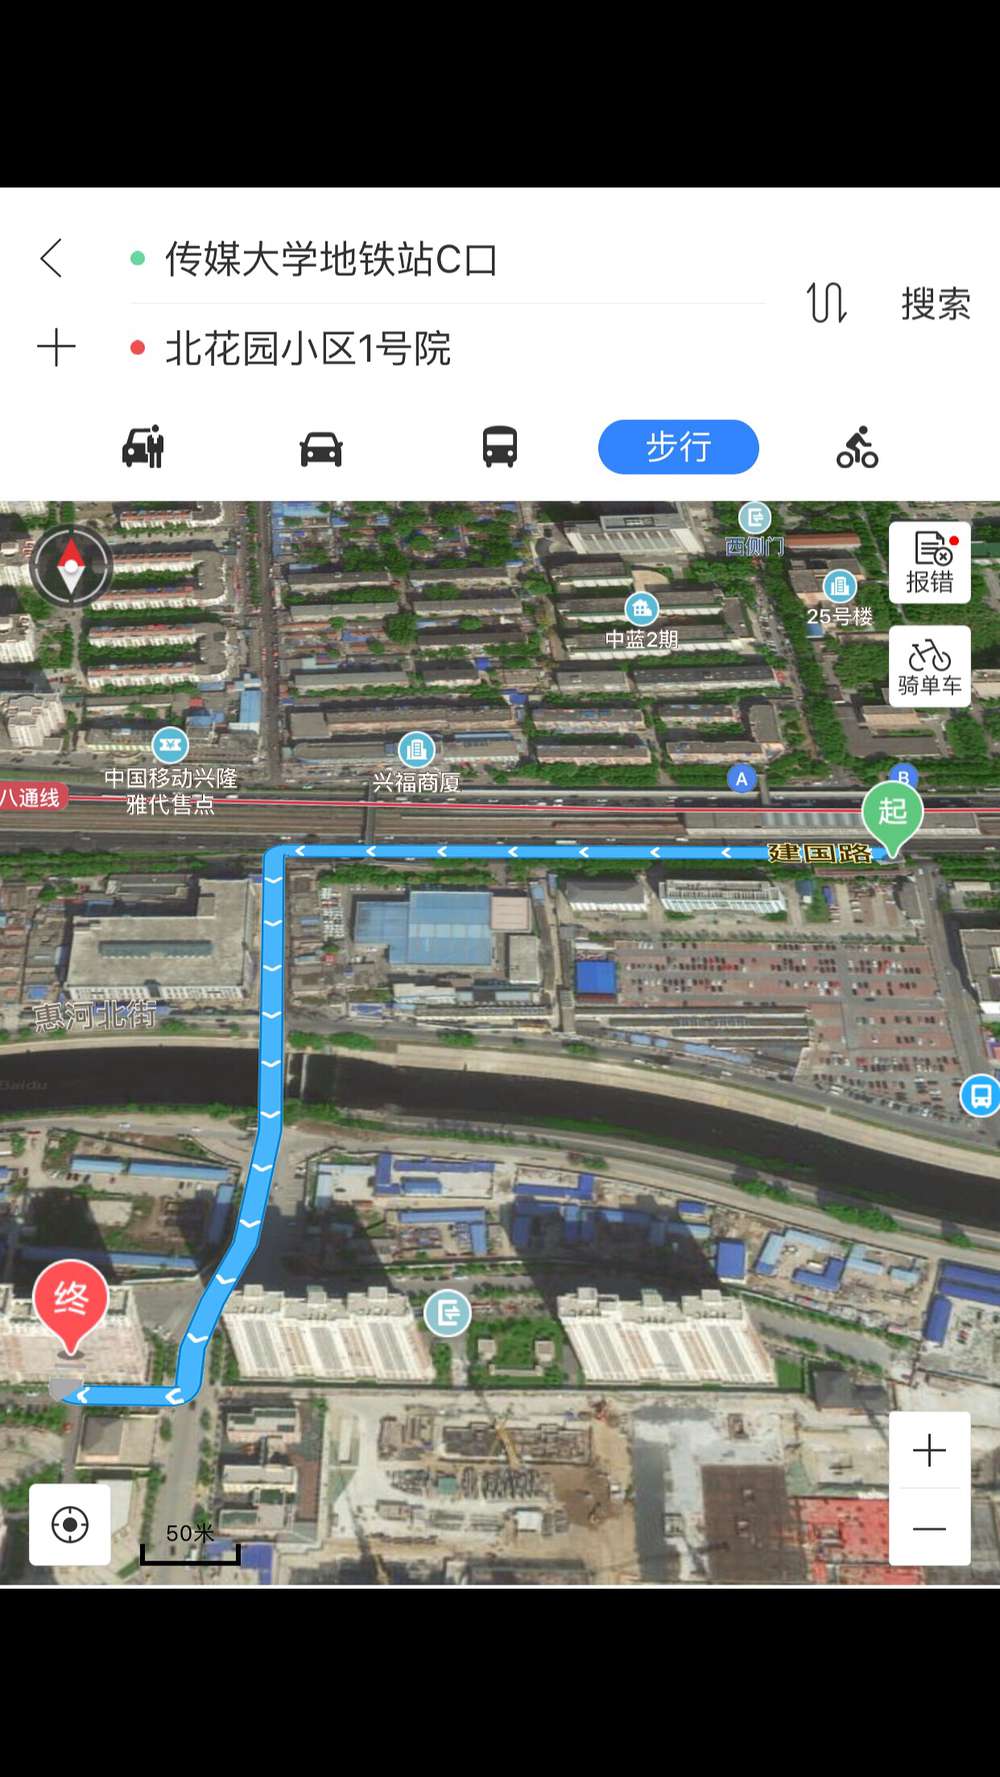 传媒大学地铁站C口
搜索
北花园小区1号院
步行
西侧门
报错
25号楼
中蓝2期
骑单车
中国移动兴隆
雅代售点
兴福商厦
A
B
八通线
起
建国路
惠河北街
Baidu
终
50米